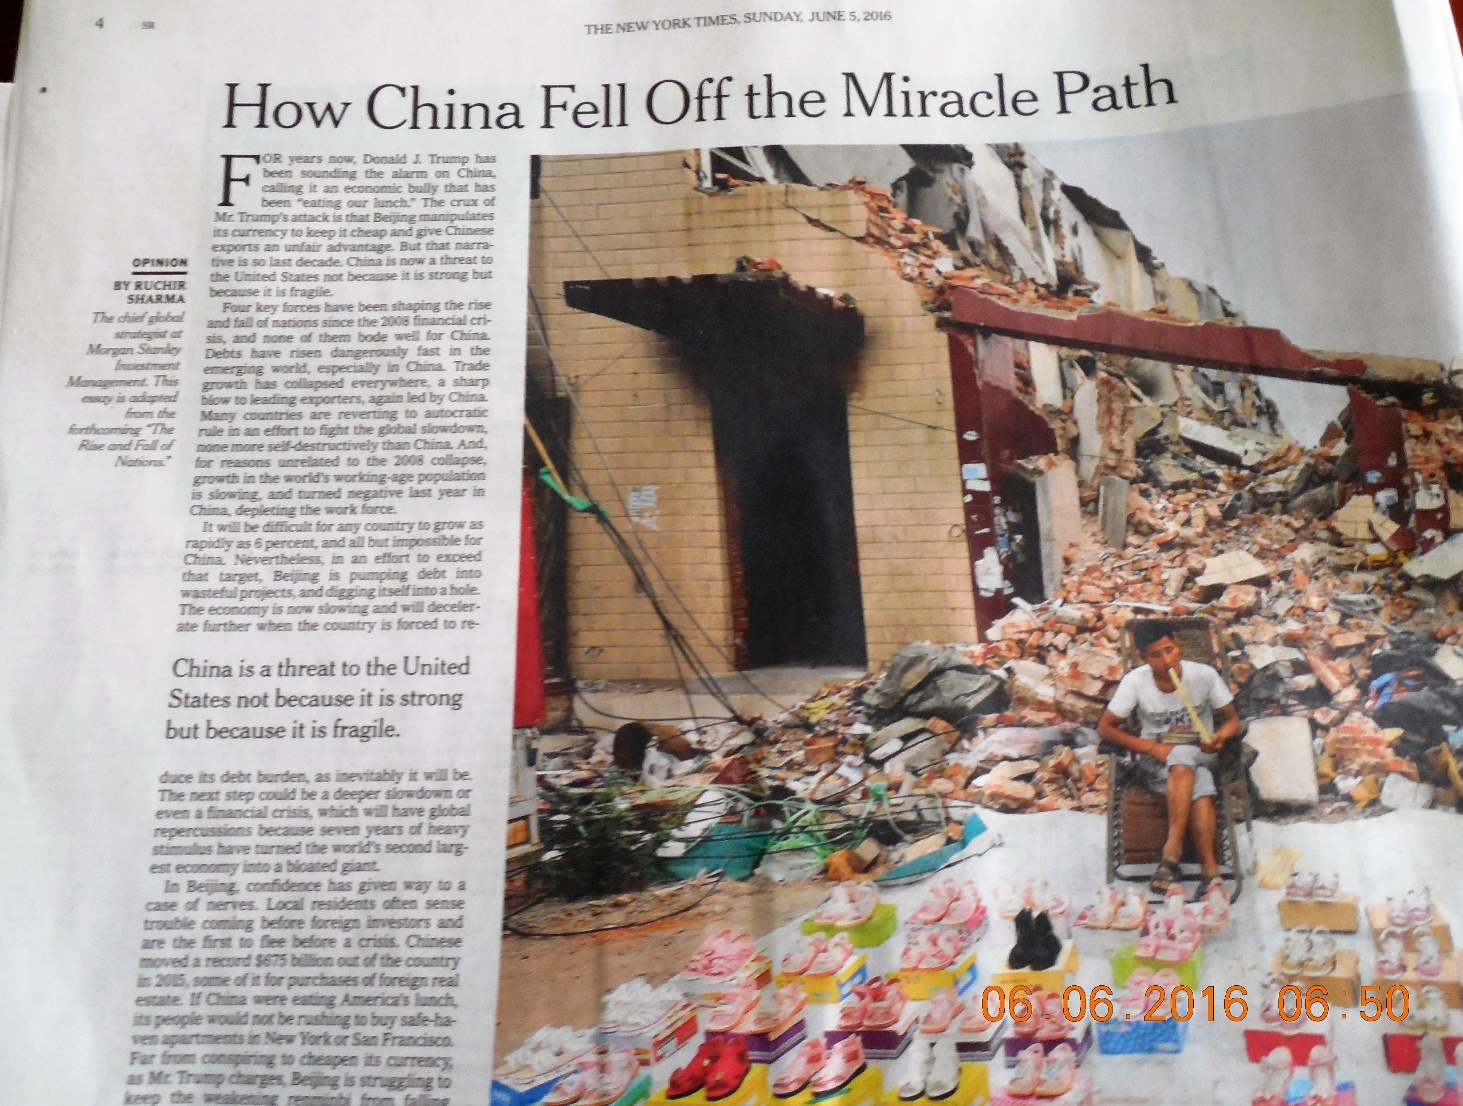 4
SR
THE NEW YORK TIMES, SUNDAY, JUNE 5, 2016
How China Fell Off the Miracle Path
OPINION
BY RUCHIR
SHARMA
The chief global
strategist at
Morgan Stanley
Investment
Management. This
essay is adapted
from the
forthcoming "The
Rise and Fall of
Nations."
FOR years now, Donald J. Trump has
been sounding the alarm on China,
calling it an economic bully that has
been "eating our lunch." The crux of
Mr. Trump's attack is that Beijing manipulates
its currency to keep it cheap and give Chinese
exports an unfair advantage. But that narra-
tive is so last decade. China is now a threat to
the United States not because it is strong but
because it is fragile.
Four key forces have been shaping the rise
and fall of nations since the 2008 financial cri-
sis, and none of them bode well for China.
Debts have risen dangerously fast in the
emerging world, especially in China. Trade
growth has collapsed everywhere, a sharp
blow to leading exporters, again led by China.
Many countries are reverting to autocratic
rule in an effort to fight the global slowdown,
none more self-destructively than China. And,
for reasons unrelated to the 2008 collapse,
growth in the world's working-age population
is slowing, and turned negative last year in
China, depleting the work force.
It will be difficult for any country to grow as
rapidly as 6 percent, and all but impossible for
China. Nevertheless, in an effort to exceed
that target, Beijing is pumping debt into
wasteful projects, and digging itself into a hole.
The economy is now slowing and will deceler-
ate further when the country is forced to re-
China is a threat to the United
States not because it is strong
but because it is fragile.
duce its debt burden, as inevitably it will be.
The next step could be a deeper slowdown or
even a financial crisis, which will have global
repercussions because seven years of heavy
stimulus have turned the world's second larg-
est economy into a bloated giant.
In Beijing, confidence has given way to a
case of nerves. Local residents often sense
trouble coming before foreign investors and
are the first to flee before a crisis. Chinese
moved a record $675 billion out of the country
in 2015, some of it for purchases of foreign real
estate. If China were eating America's lunch,
its people would not be rushing to buy safe-ha-
ven apartments in New York or San Francisco.
Far from conspiring to cheapen its currency,
as Mr. Trump charges, Beijing is struggling to
keep the weakening renminbi from falling
06.06.2016 06:50